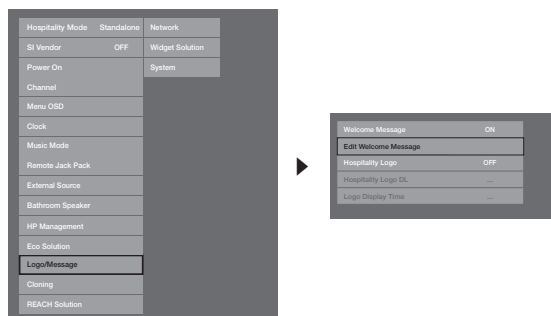 Hospitality Mode Standalone Network
SI Vendor OFF Widget Solution
Power On System
Channel
Menu OSD
Clock
Music Mode
Remote Jack Pack
External Source
Bathroom Speaker
HP Management
Eco Solution
Logo/Message
Cloning
REACH Solution
Welcome Message ON
Edit Welcome Message
Hospitality Logo OFF
Hospitality Logo DL ...
Logo Display Time ...